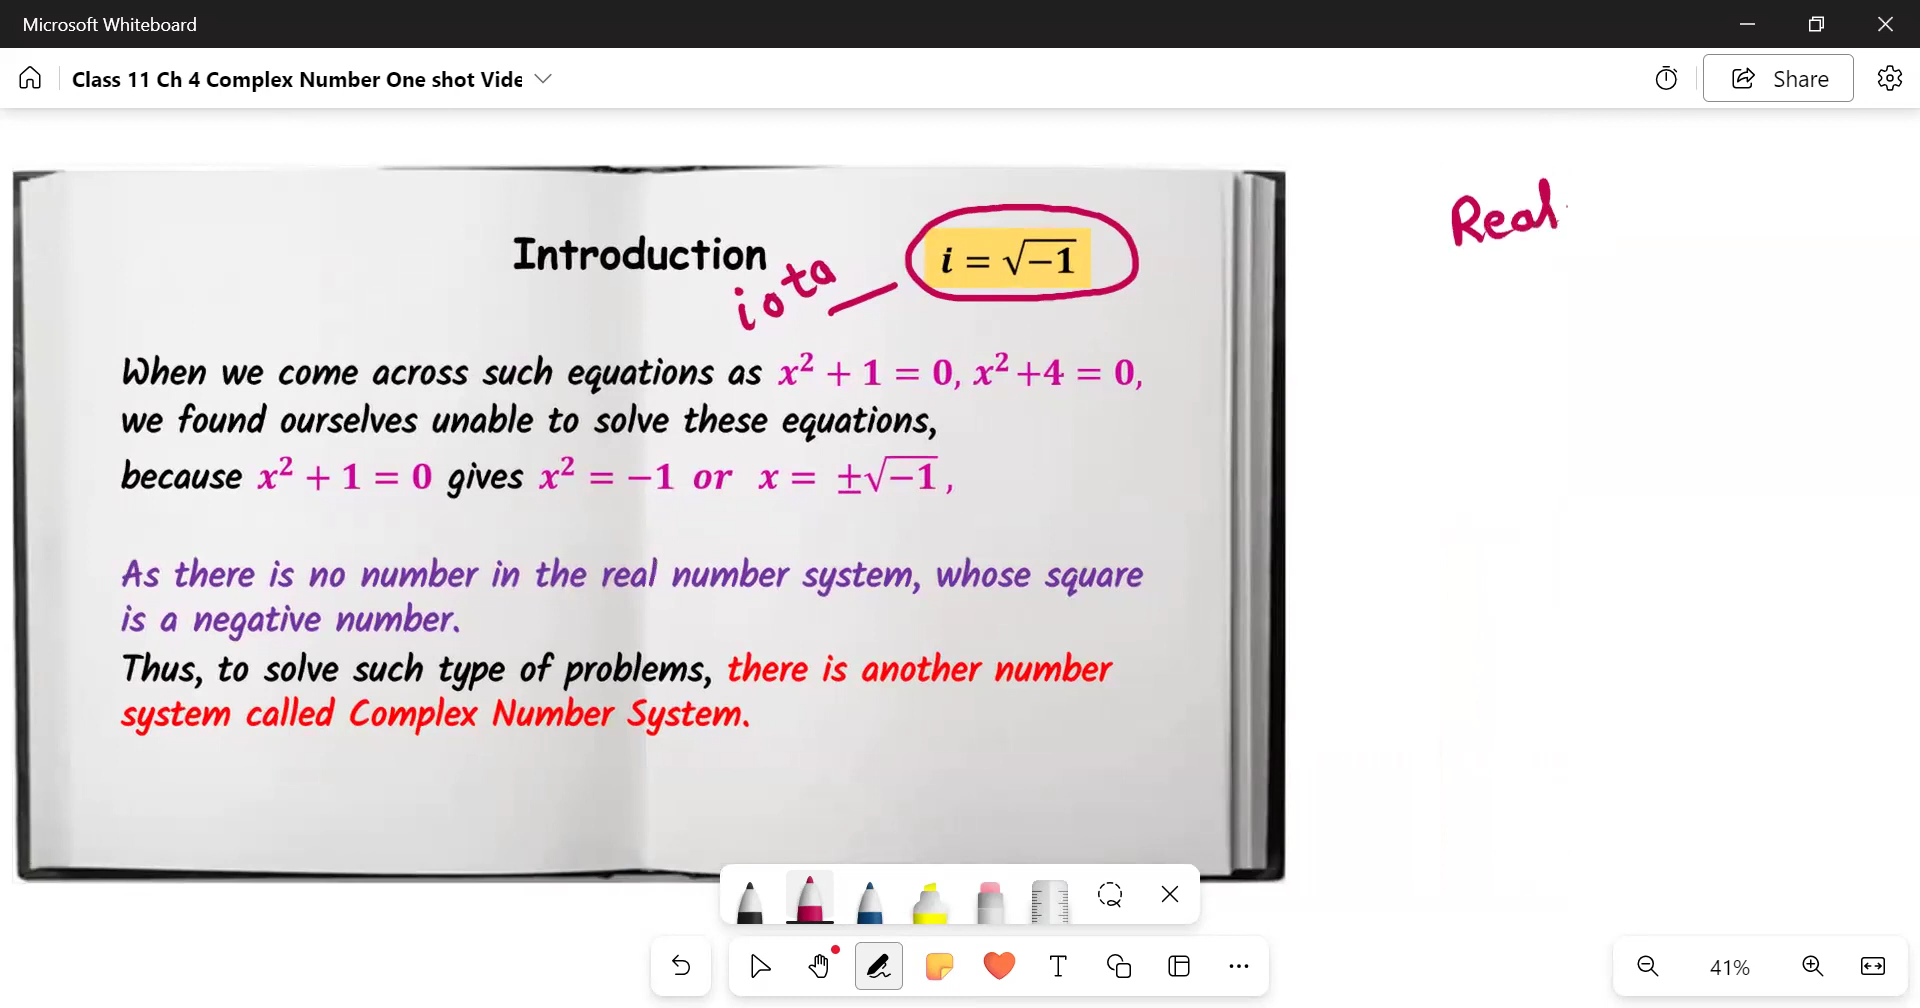 Microsoft Whiteboard
Class 11 Ch 4 Complex Number One shot Vide
Share
Real
Introduction
i = √−1
iota
When we come across such equations as x² + 1 = 0, x² +4 = 0,
we found ourselves unable to solve these equations,
because x² + 1 = 0 gives x² = −1 or x = ±√−1,
As there is no number in the real number system, whose square
is a negative number.
Thus, to solve such type of problems, there is another number
system called Complex Number System.
41%